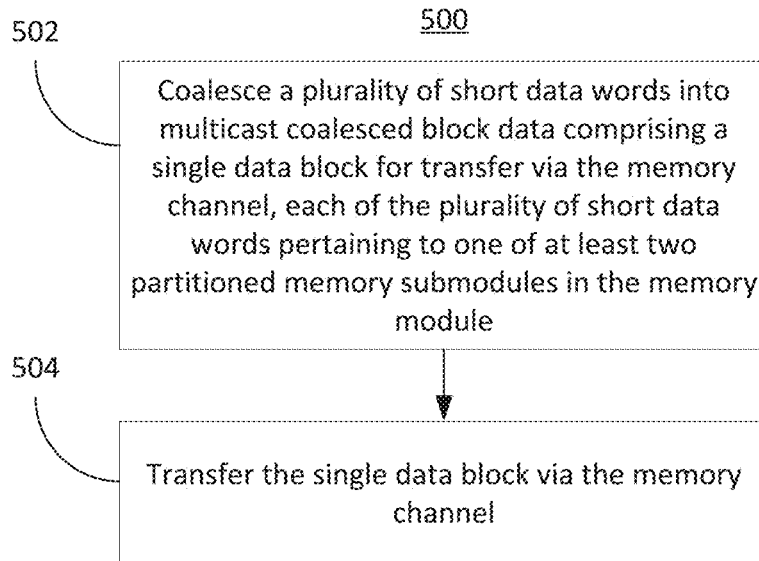 500
502
Coalesce a plurality of short data words into
multicast coalesced block data comprising a
single data block for transfer via the memory
channel, each of the plurality of short data
words pertaining to one of at least two
partitioned memory submodules in the memory
module
504
Transfer the single data block via the memory
channel